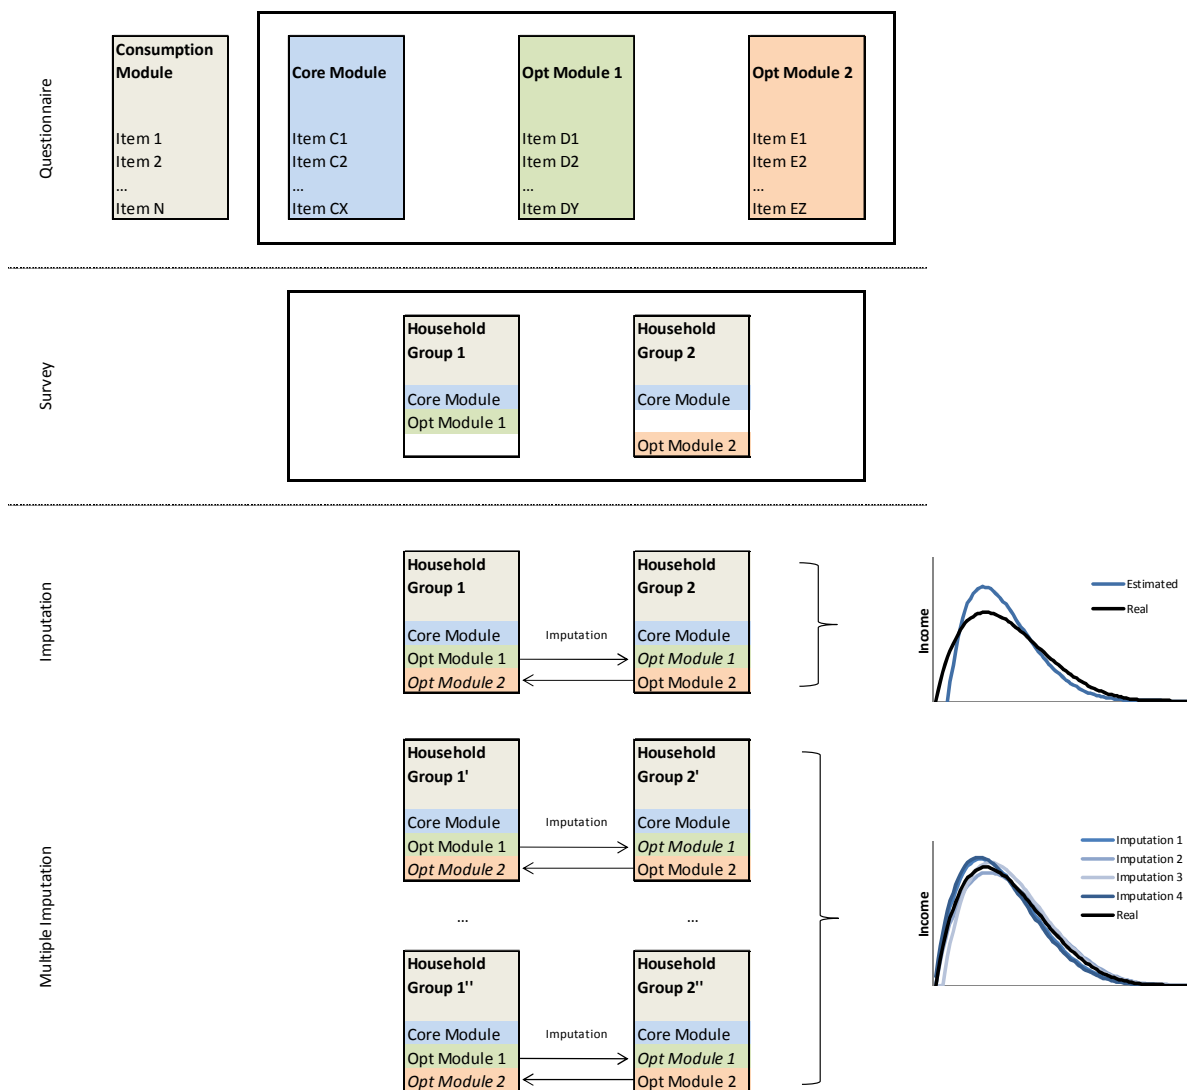 Questionnaire
Consumption
Module
Item 1
Item 2
...
Item N
Core Module
Item C1
Item C2
...
Item CX
Opt Module 1
Item D1
Item D2
...
Item DY
Opt Module 2
Item E1
Item E2
...
Item EZ
Survey
Household
Group 1
Core Module
Opt Module 1
Household
Group 2
Core Module
Opt Module 2
Imputation
Household
Group 1
Core Module
Opt Module 1
Opt Module 2
Imputation
Household
Group 2
Core Module
Opt Module 1
Opt Module 2
Income
Estimated
Real
Multiple Imputation
Household
Group 1'
Core Module
Opt Module 1
Opt Module 2
Imputation
Household
Group 2'
Core Module
Opt Module 1
Opt Module 2
...
...
Household
Group 1''
Core Module
Opt Module 1
Opt Module 2
Imputation
Household
Group 2''
Core Module
Opt Module 1
Opt Module 2
Income
Imputation 1
Imputation 2
Imputation 3
Imputation 4
Real